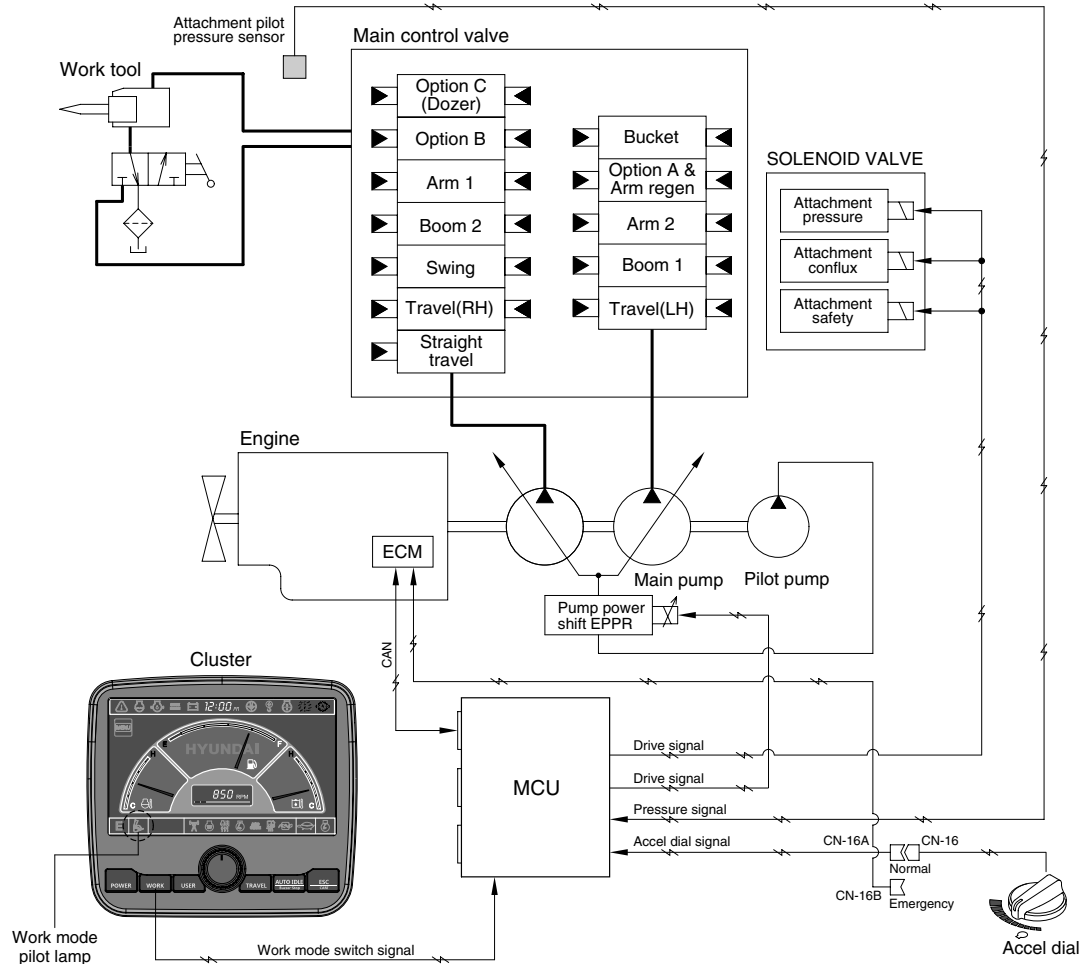 Attachment pilot
pressure sensor
Main control valve
Work tool
Option C
(Dozer)
Option B
Arm 1
Boom 2
Swing
Travel(RH)
Straight
travel
Bucket
Option A &
Arm regen
Arm 2
Boom 1
Travel(LH)
SOLENOID VALVE
Attachment
pressure
Attachment
conflux
Attachment
safety
Engine
ECM
Main pump
Pilot pump
Pump power
shift EPPR
CAN
Cluster
12:00
E
F
H
H
C
C
HYUNDAI
850 RPM
E
POWER
WORK
USER
TRAVEL
AUTO IDLE
ESC
MCU
Drive signal
Drive signal
Pressure signal
Accel dial signal
CN-16A
CN-16
Normal
CN-16B
Emergency
Accel dial
Work mode
pilot lamp
Work mode switch signal